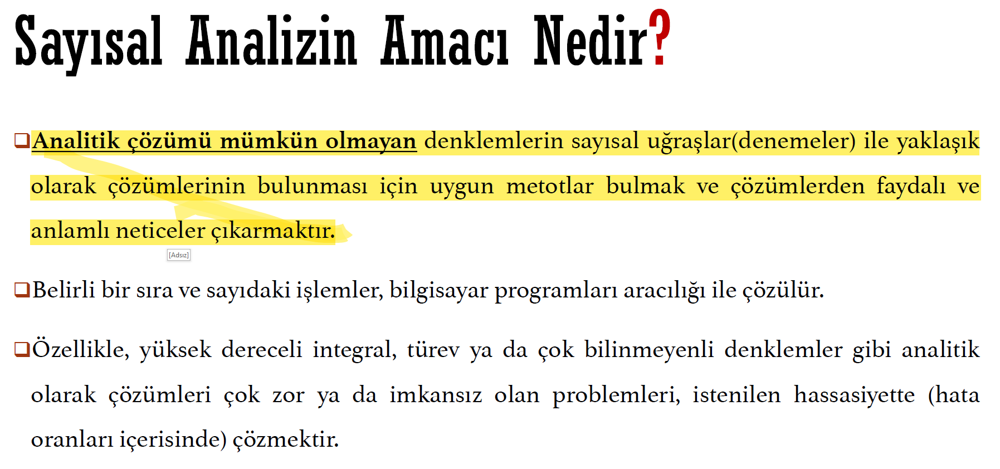 Sayısal Analizin Amacı Nedir?
❑Analitik çözümü mümkün olmayan denklemlerin sayısal uğraşlar(denemeler) ile yaklaşık
olarak çözümlerinin bulunması için uygun metotlar bulmak ve çözümlerden faydalı ve
anlamlı neticeler çıkarmaktır.
[Adsız]
❑Belirli bir sıra ve sayıdaki işlemler, bilgisayar programları aracılığı ile çözülür.
❑Özellikle, yüksek dereceli integral, türev ya da çok bilinmeyenli denklemler gibi analitik
olarak çözümleri çok zor ya da imkansız olan problemleri, istenilen hassasiyette (hata
oranları içerisinde) çözmektir.